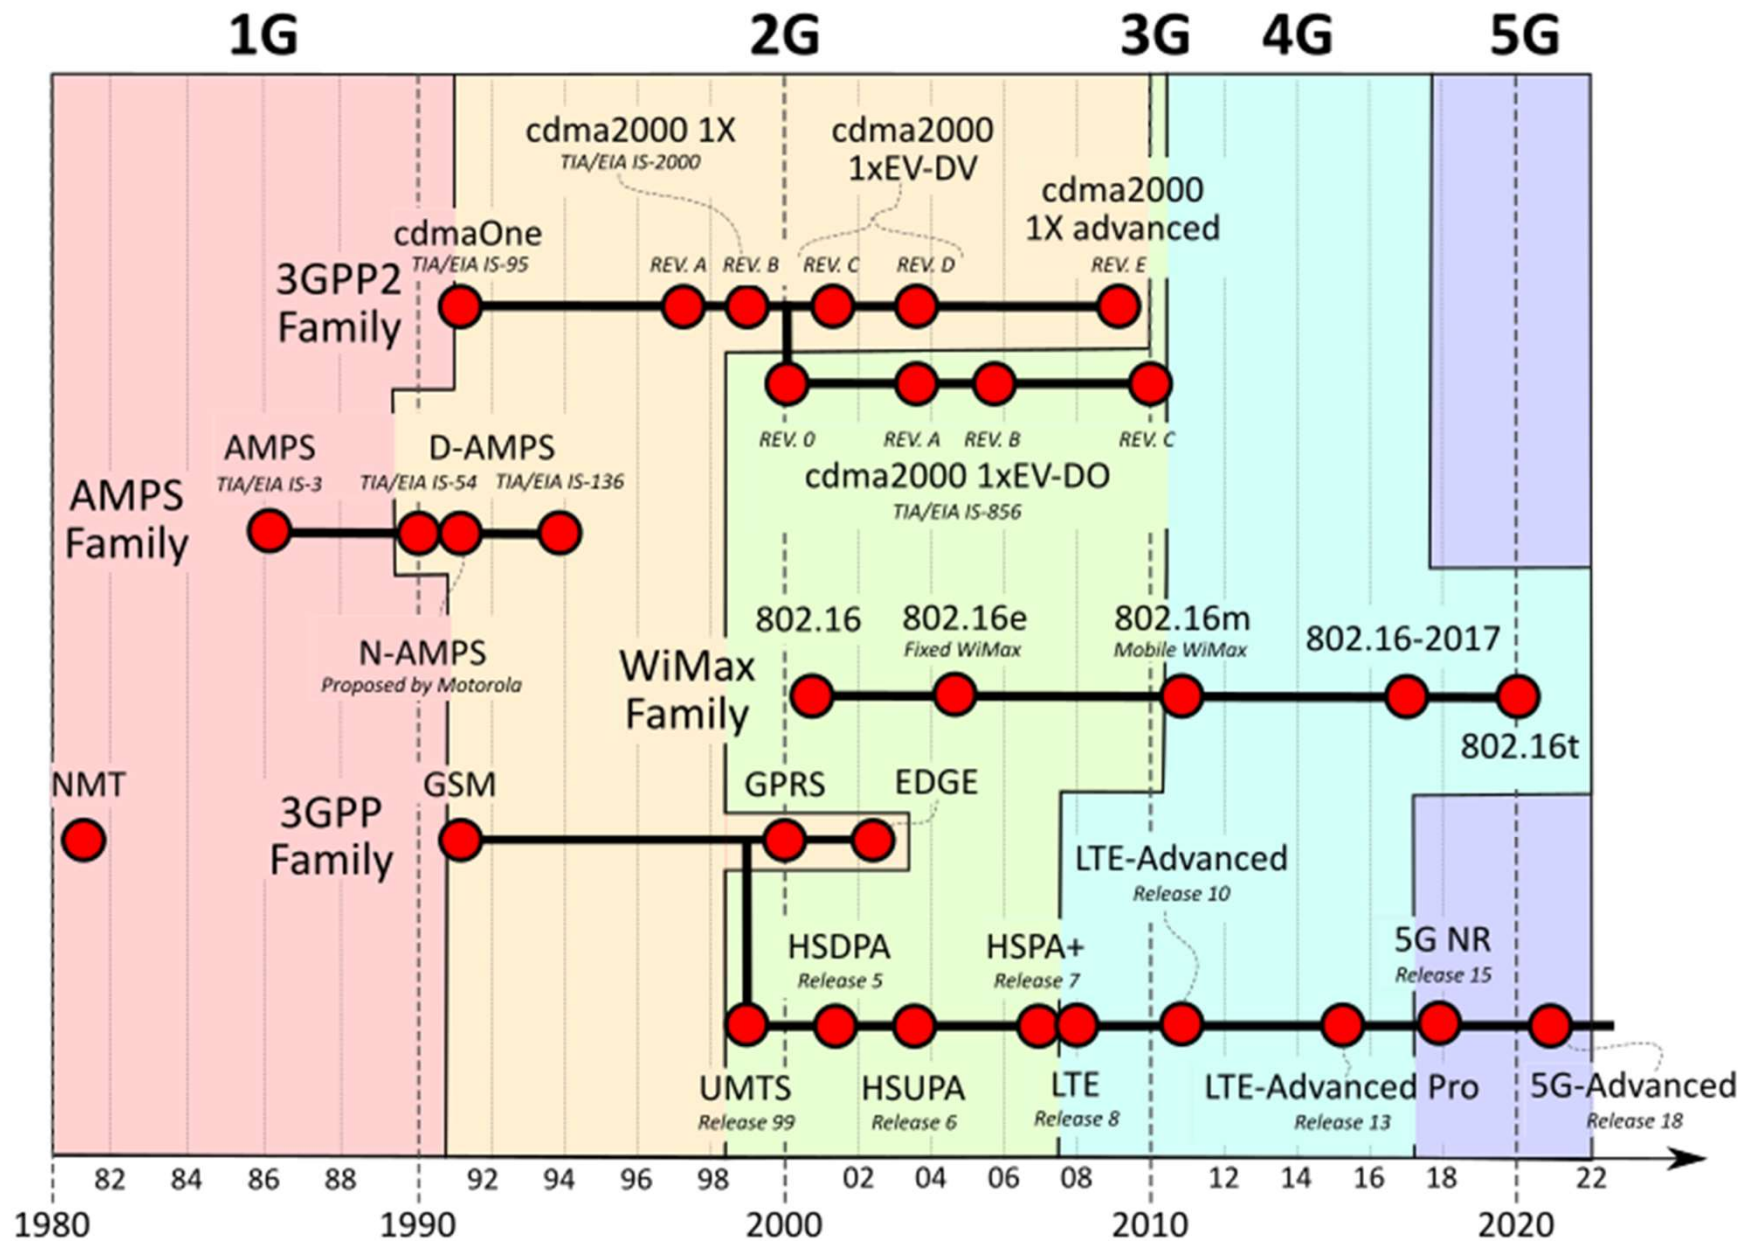 1G 2G 3G 4G 5G
cdma2000 1X
TIA/EIA IS-2000
cdma2000
1xEV-DV
cdma2000
1X advanced
cdmaOne
TIA/EIA IS-95
REV. A REV. B REV. C REV. D REV. E
3GPP2
Family
REV. 0 REV. A REV. B REV. C
cdma2000 1xEV-DO
TIA/EIA IS-856
AMPS
TIA/EIA IS-3
D-AMPS
TIA/EIA IS-54 TIA/EIA IS-136
AMPS
Family
N-AMPS
Proposed by Motorola
802.16
802.16e
Fixed WiMax
802.16m
Mobile WiMax
802.16-2017
WiMax
Family
802.16t
NMT
GSM
GPRS
EDGE
3GPP
Family
LTE-Advanced
Release 10
HSDPA
Release 5
HSPA+
Release 7
5G NR
Release 15
UMTS
Release 99
HSUPA
Release 6
LTE
Release 8
LTE-Advanced Pro
Release 13
5G-Advanced
Release 18
82 84 86 88 92 94 96 98 02 04 06 08 12 14 16 18 22
1980 1990 2000 2010 2020